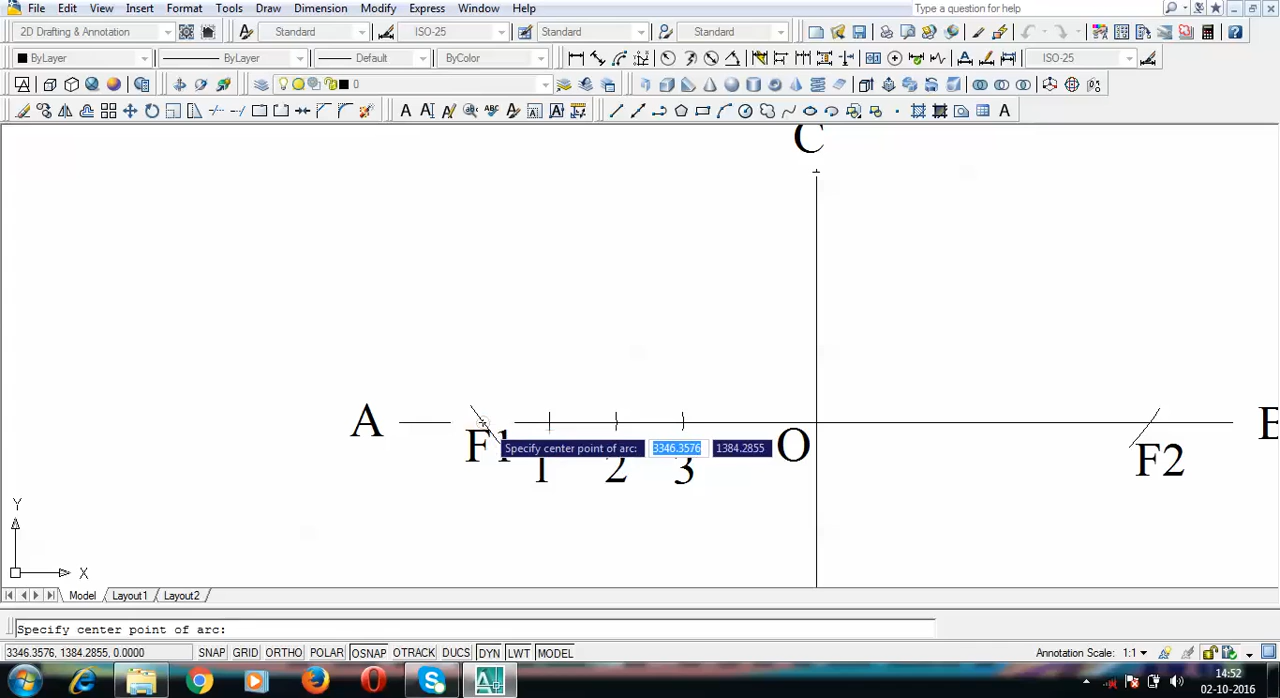 File Edit View Insert Format Tools Draw Dimension Modify Express Window Help Type a question for help
2D Drafting & Annotation Standard ISO-25 Standard Standard
ByLayer ByLayer Default ByColor ISO-25
0
A
C
A F1 1 2 3 O F2
Specify center point of arc: 3346.3576 1384.2855
Y
X
Model Layout1 Layout2
Specify center point of arc:
3346.3576, 1384.2855, 0.0000 SNAP GRID ORTHO POLAR OSNAP OTRACK DUCS DYN LWT MODEL Annotation Scale: 1:1
14:52
02-10-2016